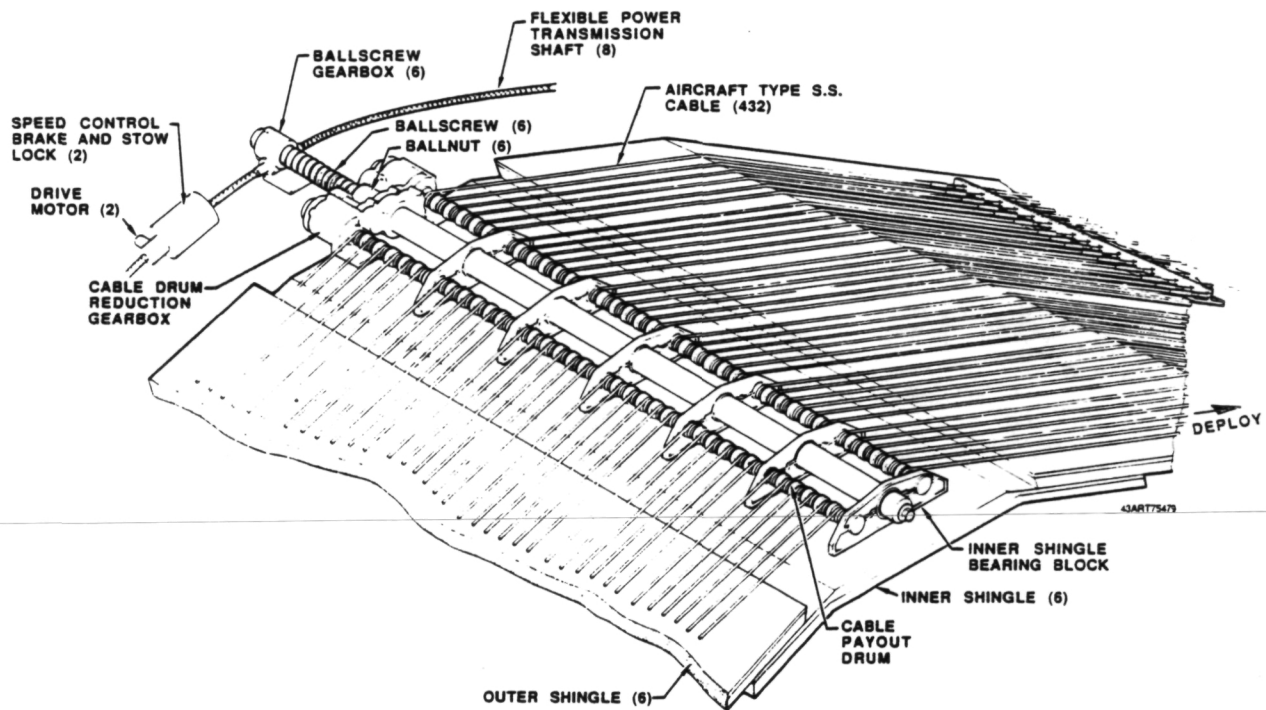 FLEXIBLE POWER
TRANSMISSION
SHAFT (8)
BALLSCREW
GEARBOX (6)
AIRCRAFT TYPE S.S.
CABLE (432)
SPEED CONTROL
BRAKE AND STOW
LOCK (2)
BALLSCREW (6)
BALLNUT (6)
DRIVE
MOTOR (2)
CABLE DRUM
REDUCTION
GEARBOX
DEPLOY
43ART75479
INNER SHINGLE
BEARING BLOCK
INNER SHINGLE (6)
CABLE
PAYOUT
DRUM
OUTER SHINGLE (6)